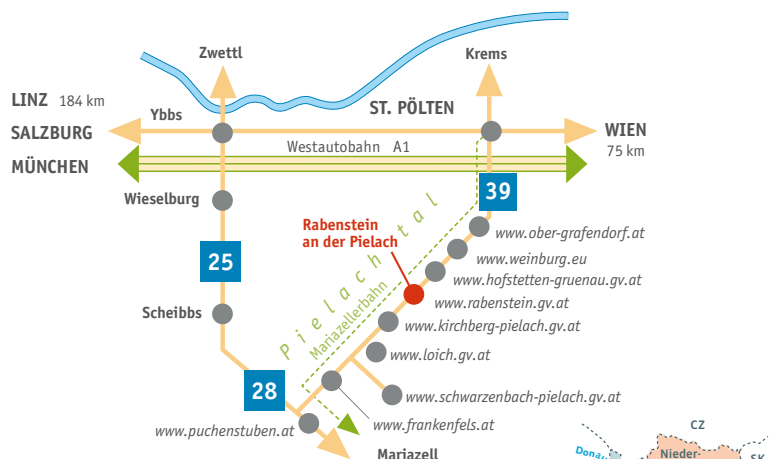 Zwettl
Krems
LINZ 184 km
Ybbs
ST. PÖLTEN
SALZBURG
WIEN
75 km
Westautobahn A1
MÜNCHEN
Wieselburg
39
Rabenstein
an der Pielach
Pielachtal
Mariazellerbahn
www.ober-grafendorf.at
www.weinburg.eu
25
www.hofstetten-gruenau.gv.at
www.rabenstein.gv.at
Scheibbs
www.kirchberg-pielach.gv.at
www.loich.gv.at
28
www.schwarzenbach-pielach.gv.at
www.frankenfels.at
www.puchenstuben.at
Mariazell
CZ
Donau
Nieder-
SK